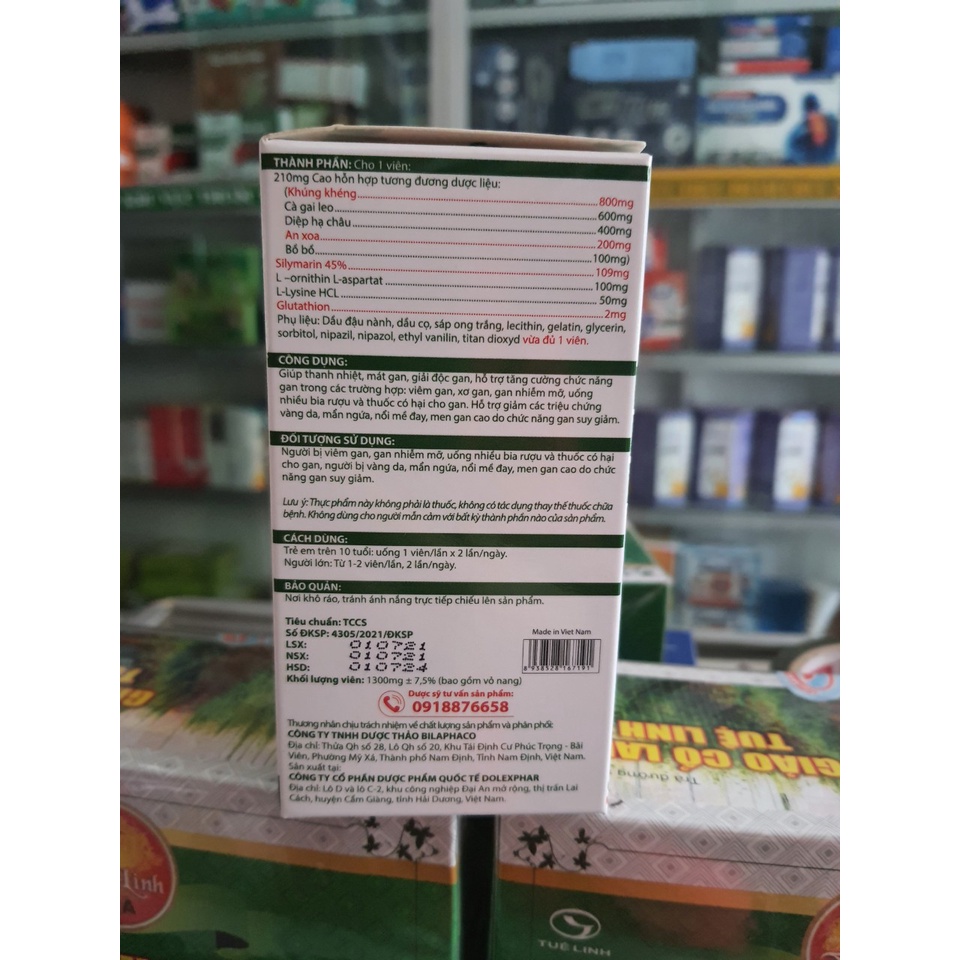 THÀNH PHẦN: Cho 1 viên:
210mg Cao hỗn hợp tương đương dược liệu:
(Khúng khéng 800mg
Cà gai leo 600mg
Diệp hạ châu 400mg
An xoa 200mg
Bồ bồ 100mg)
Silymarin 45% 109mg
L –ornithin L-aspartat 100mg
L-Lysine HCL 50mg
Glutathion 2mg
Phụ liệu: Dầu đậu nành, dầu cọ, sáp ong trắng, lecithin, gelatin, glycerin,
sorbitol, nipazil, nipazol, ethyl vanilin, titan dioxyd vừa đủ 1 viên.
CÔNG DỤNG:
Giúp thanh nhiệt, mát gan, giải độc gan, hỗ trợ tăng cường chức năng
gan trong các trường hợp: viêm gan, xơ gan, gan nhiễm mỡ, uống
nhiều bia rượu và thuốc có hại cho gan. Hỗ trợ giảm các triệu chứng
vàng da, mẩn ngứa, nổi mề đay, men gan cao do chức năng gan suy giảm.
ĐỐI TƯỢNG SỬ DỤNG:
Người bị viêm gan, gan nhiễm mỡ, uống nhiều bia rượu và thuốc có hại
cho gan, người bị vàng da, mẩn ngứa, nổi mề đay, men gan cao do chức
năng gan suy giảm.
Lưu ý: Thực phẩm này không phải là thuốc, không có tác dụng thay thế thuốc chữa
bệnh. Không dùng cho người mẫn cảm với bất kỳ thành phần nào của sản phẩm.
CÁCH DÙNG:
Trẻ em trên 10 tuổi: uống 1 viên/lần x 2 lần/ngày.
Người lớn: Từ 1-2 viên/lần, 2 lần/ngày.
BẢO QUẢN:
Nơi khô ráo, tránh ánh nắng trực tiếp chiếu lên sản phẩm.
Tiêu chuẩn: TCCS
Số ĐKSP: 4305/2021/ĐKSP
LSX: 010721
NSX: 010721
HSD: 010724
Made in Viet Nam
8 938528 167191
Khối lượng viên: 1300mg ± 7,5% (bao gồm vỏ nang)
Dược sỹ tư vấn sản phẩm:
0918876658
Thương nhân chịu trách nhiệm về chất lượng sản phẩm và phân phối:
CÔNG TY TNHH DƯỢC THẢO BILAPHACO
Địa chỉ: Thửa Qh số 28, Lô Qh số 20, Khu Tái Định Cư Phúc Trọng - Bãi
Viên, Phường Mỹ Xá, Thành Nam Định, Tỉnh Nam Định, Việt Nam.
Sản xuất tại:
CÔNG TY CỔ PHẦN DƯỢC PHẨM QUỐC TẾ DOLEXPHAR
Địa chỉ: Lô D và lô C-2, khu công nghiệp Đại An mở rộng, thị trấn Lai
Cách, huyện Cẩm Giàng, tỉnh Hải Dương, Việt Nam.
GIẢO CỔ LA
TUỆ LINH
Trà dưỡng
Linh
TUỆ LINH